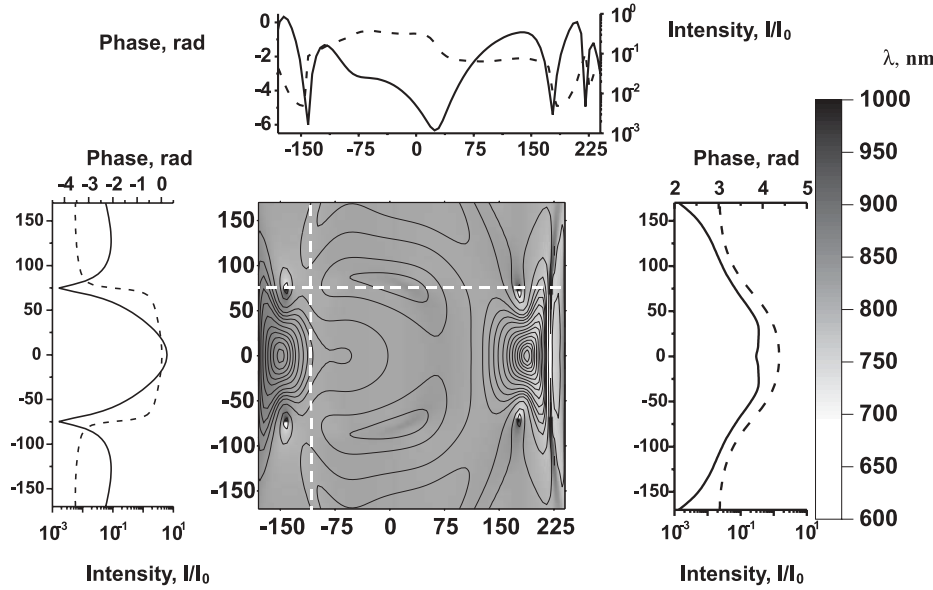 Phase, rad
Intensity, I/I0
0
-2
-4
-6
10^0
10^-1
10^-2
10^-3
-150 -75 0 75 150 225
λ, nm
1000
950
900
850
800
750
700
650
600
Phase, rad
-4 -3 -2 -1 0
150
100
50
0
-50
-100
-150
10^-3 10^-1 10^1
Intensity, I/I0
150
100
50
0
-50
-100
-150
-150 -75 0 75 150 225
Phase, rad
2 3 4 5
150
100
50
0
-50
-100
-150
10^-3 10^-1 10^1
Intensity, I/I0